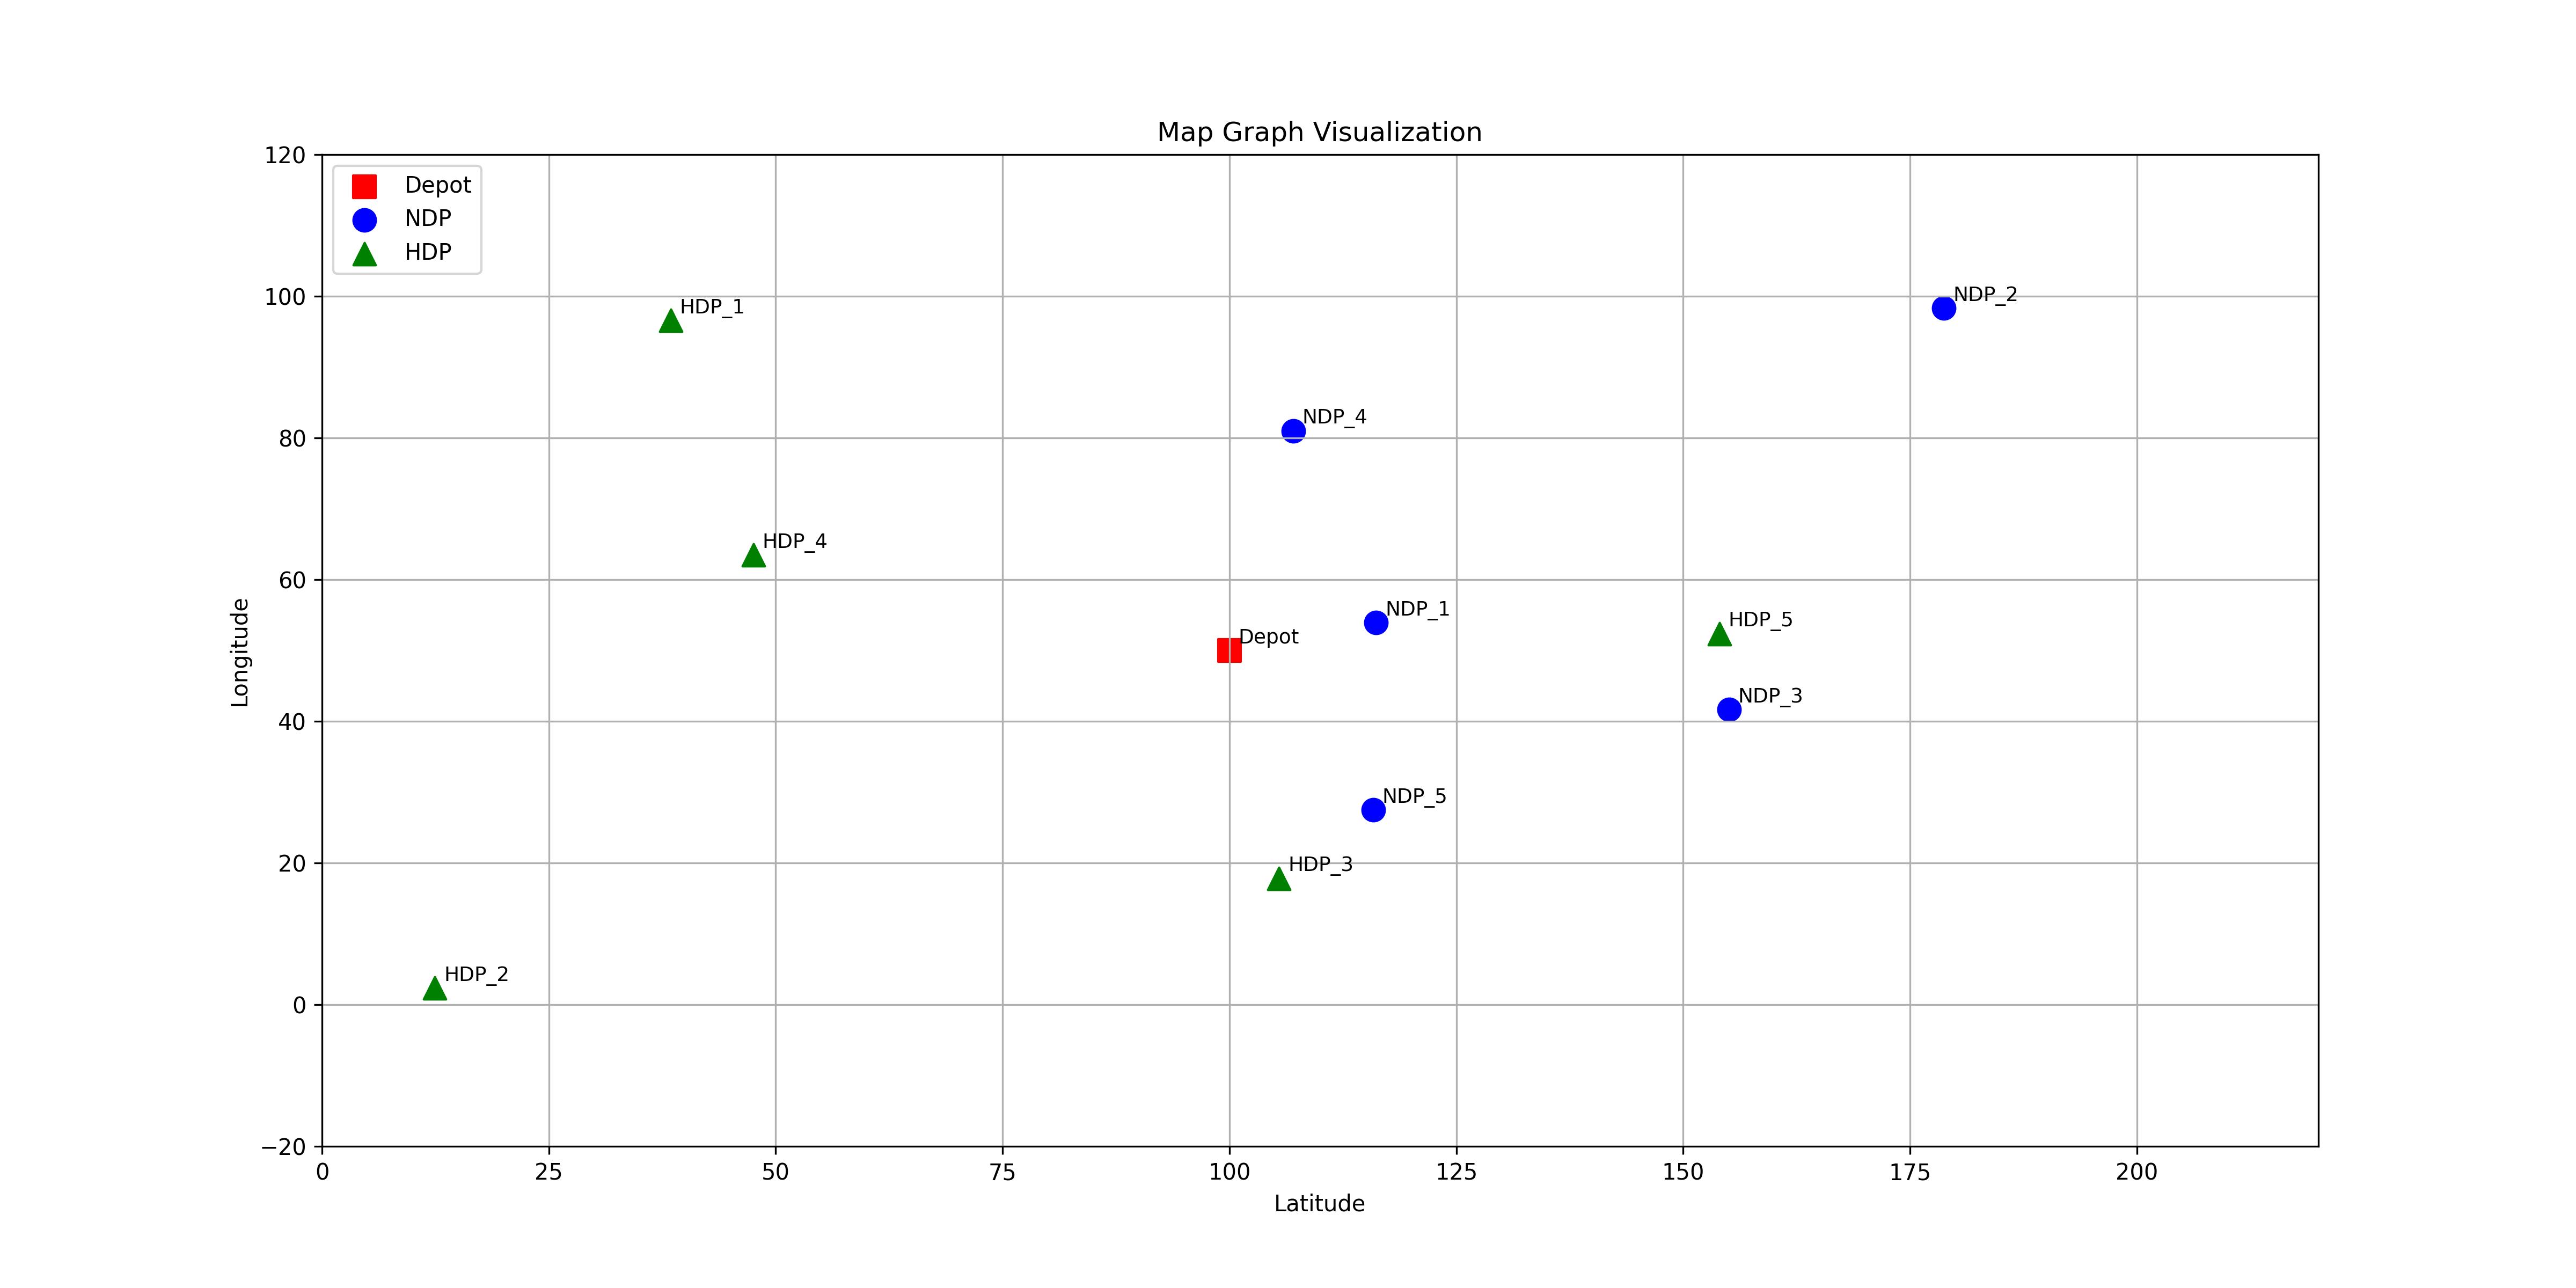 Map Graph Visualization
120
100
80
60
40
20
0
−20
Longitude
Depot
NDP
HDP
HDP_1
NDP_2
NDP_4
HDP_4
NDP_1
HDP_5
Depot
NDP_3
NDP_5
HDP_3
HDP_2
0 25 50 75 100 125 150 175 200
Latitude